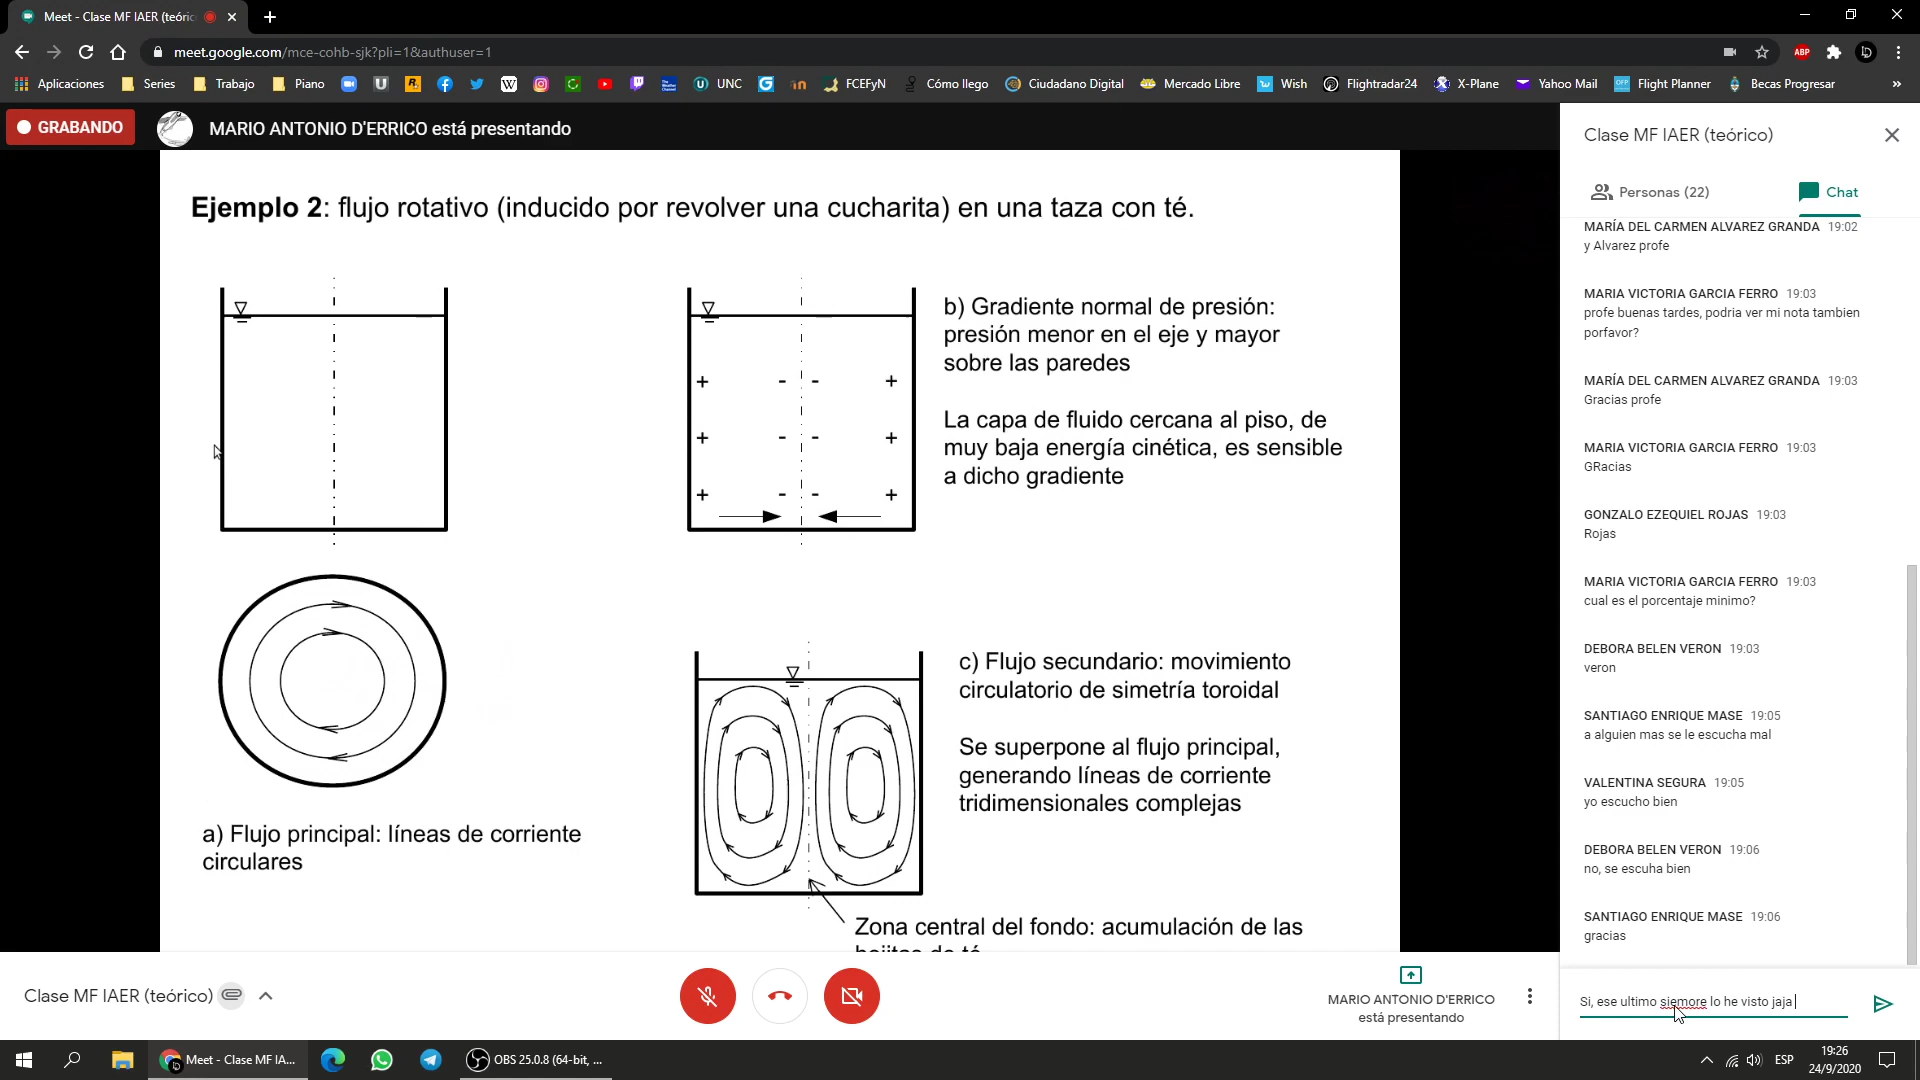 Meet - Clase MF IAER (teóric
meet.google.com/mce-cohb-sjk?pli=1&authuser=1
ABP
Aplicaciones
Series
Trabajo
Piano
UNC
in
FCEFyN
Cómo llego
Ciudadano Digital
Mercado Libre
Wish
Flightradar24
X-Plane
Yahoo Mail
Flight Planner
Becas Progresar
»
GRABANDO
MARIO ANTONIO D'ERRICO está presentando
Ejemplo 2: flujo rotativo (inducido por revolver una cucharita) en una taza con té.
b) Gradiente normal de presión:
presión menor en el eje y mayor
sobre las paredes
La capa de fluido cercana al piso, de
muy baja energía cinética, es sensible
a dicho gradiente
+ - - +
+ - - +
+ - - +
a) Flujo principal: líneas de corriente
circulares
c) Flujo secundario: movimiento
circulatorio de simetría toroidal
Se superpone al flujo principal,
generando líneas de corriente
tridimensionales complejas
Zona central del fondo: acumulación de las
hojitas de té
Clase MF IAER (teórico)
Personas (22)
Chat
MARÍA DEL CARMEN ALVAREZ GRANDA 19:02
y Alvarez profe
MARIA VICTORIA GARCIA FERRO 19:03
profe buenas tardes, podria ver mi nota tambien
porfavor?
MARÍA DEL CARMEN ALVAREZ GRANDA 19:03
Gracias profe
MARIA VICTORIA GARCIA FERRO 19:03
GRacias
GONZALO EZEQUIEL ROJAS 19:03
Rojas
MARIA VICTORIA GARCIA FERRO 19:03
cual es el porcentaje minimo?
DEBORA BELEN VERON 19:03
veron
SANTIAGO ENRIQUE MASE 19:05
a alguien mas se le escucha mal
VALENTINA SEGURA 19:05
yo escucho bien
DEBORA BELEN VERON 19:06
no, se escuha bien
SANTIAGO ENRIQUE MASE 19:06
gracias
Si, ese ultimo siemore lo he visto jaja
Clase MF IAER (teórico)
MARIO ANTONIO D'ERRICO
está presentando
Meet - Clase MF IA...
OBS 25.0.8 (64-bit, ...
ESP
19:26
24/9/2020